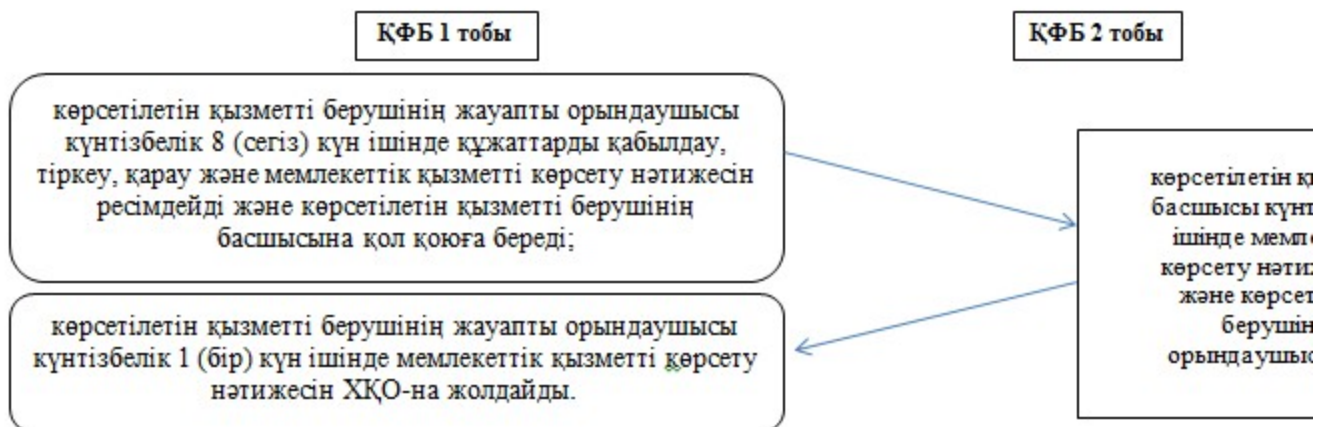 ҚФБ 1 тобы
ҚФБ 2 тобы
көрсетілетін қызметті берушінің жауапты орындаушысы
күнтізбелік 8 (сегіз) күн ішінде құжаттарды қабылдау,
тіркеу, қарау және мемлекеттік қызметті көрсету нәтижесін
ресімдейді және көрсетілетін қызметті берушінің
басшысына қол қоюға береді;
көрсетілетін қызметті берушінің жауапты орындаушысы
күнтізбелік 1 (бір) күн ішінде мемлекеттік қызметті көрсету
нәтижесін ХҚО-на жолдайды.
көрсетілетін
басшысы
ішінде
көрсету
және